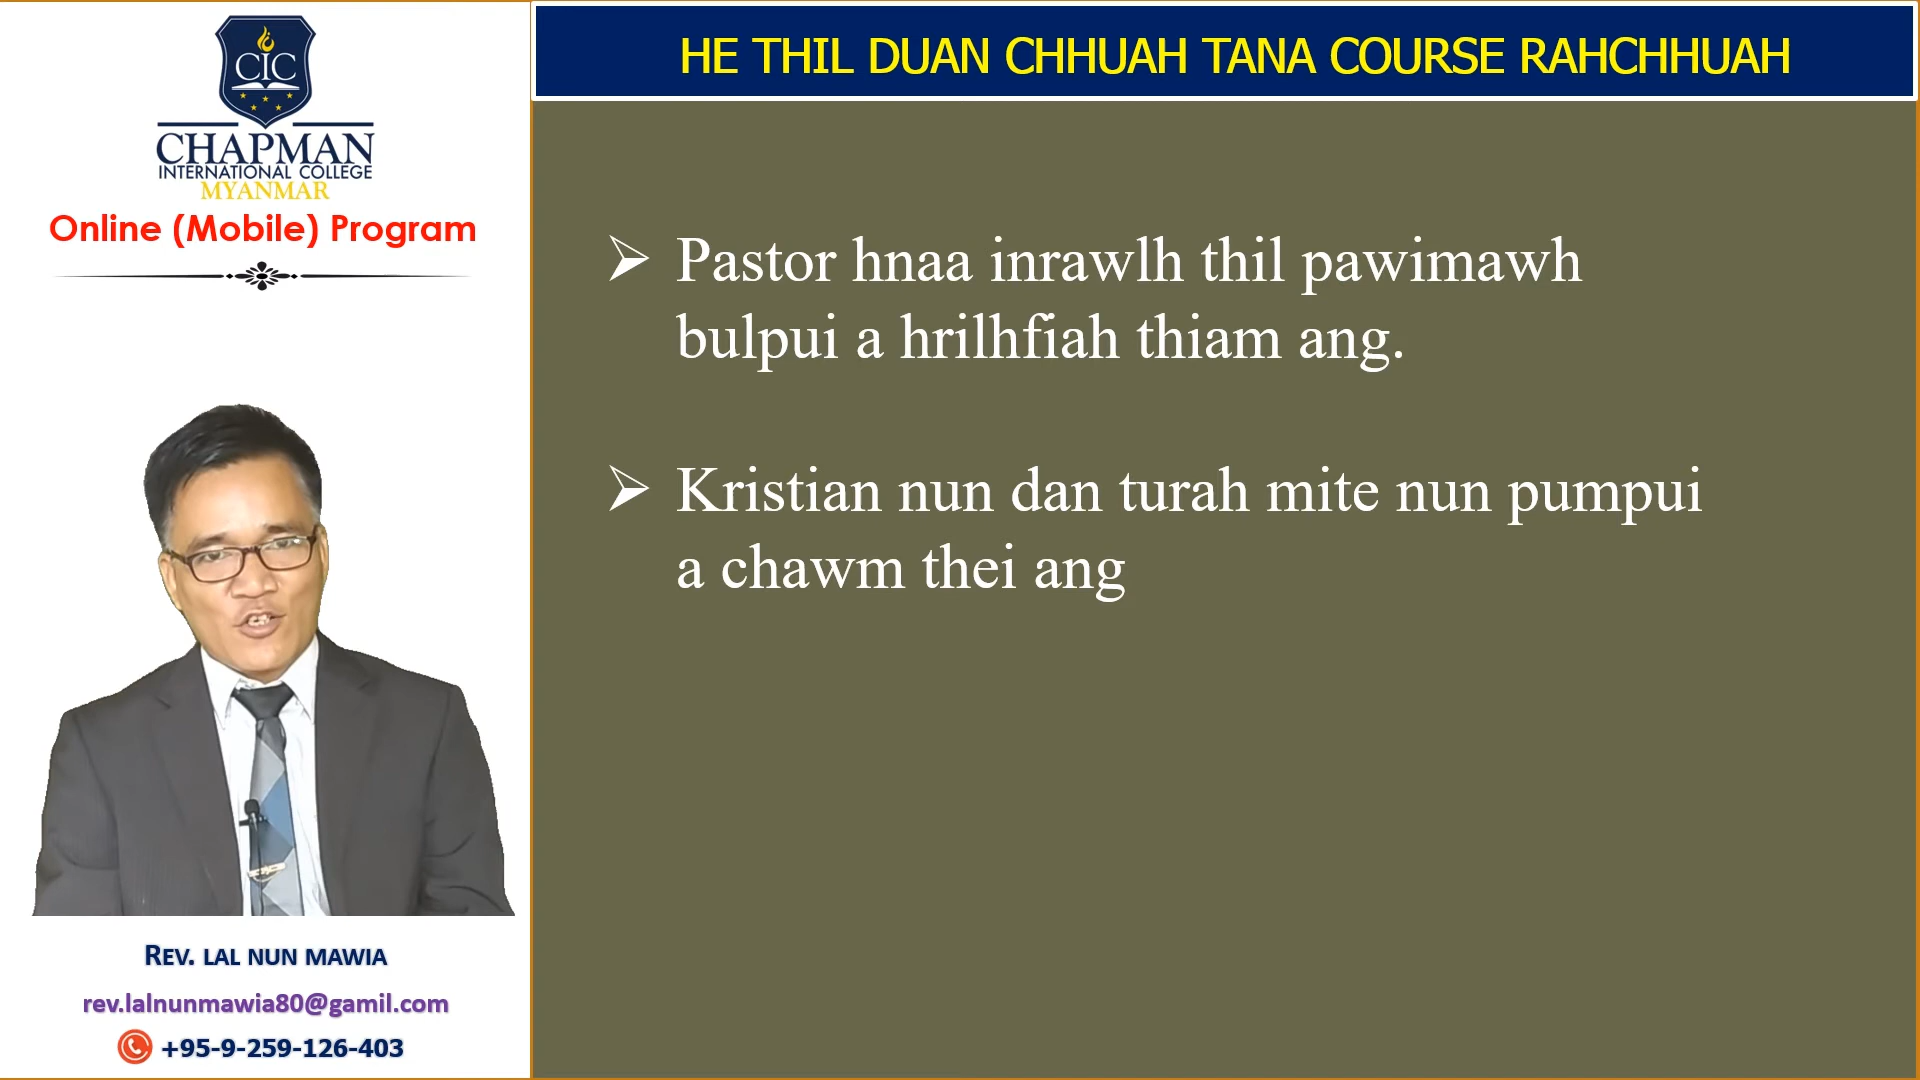 CIC
CHAPMAN
INTERNATIONAL COLLEGE
MYANMAR
Online (Mobile) Program
REV. LAL NUN MAWIA
rev.lalnunmawia80@gamil.com
+95-9-259-126-403
HE THIL DUAN CHHUAH TANA COURSE RAHCHHUAH
➢ Pastor hnaa inrawlh thil pawimawh
bulpui a hrilhfiah thiam ang.
➢ Kristian nun dan turah mite nun pumpui
a chawm thei ang